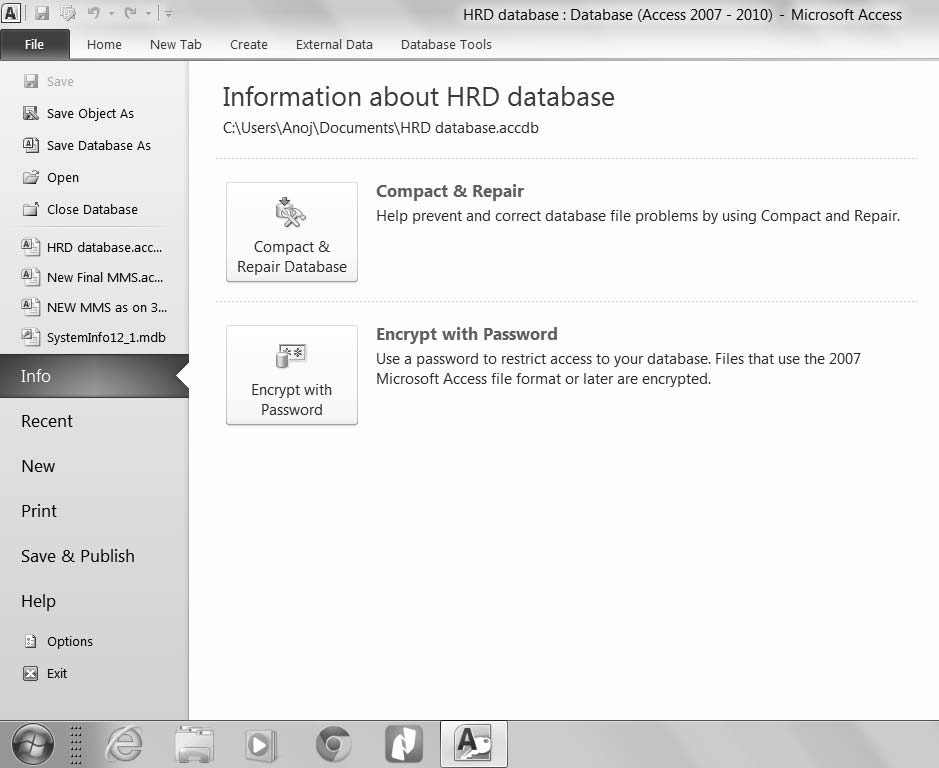 HRD database : Database (Access 2007 - 2010) - Microsoft Access
File Home New Tab Create External Data Database Tools
Save
Save Object As
Save Database As
Open
Close Database
HRD database.acc...
New Final MMS.ac...
NEW MMS as on 3...
SystemInfo12_1.mdb
Info
Recent
New
Print
Save & Publish
Help
Options
Exit
Information about HRD database
C:\Users\Anoj\Documents\HRD database.accdb
Compact &
Repair Database
Compact & Repair
Help prevent and correct database file problems by using Compact and Repair.
Encrypt with
Password
Encrypt with Password
Use a password to restrict access to your database. Files that use the 2007
Microsoft Access file format or later are encrypted.